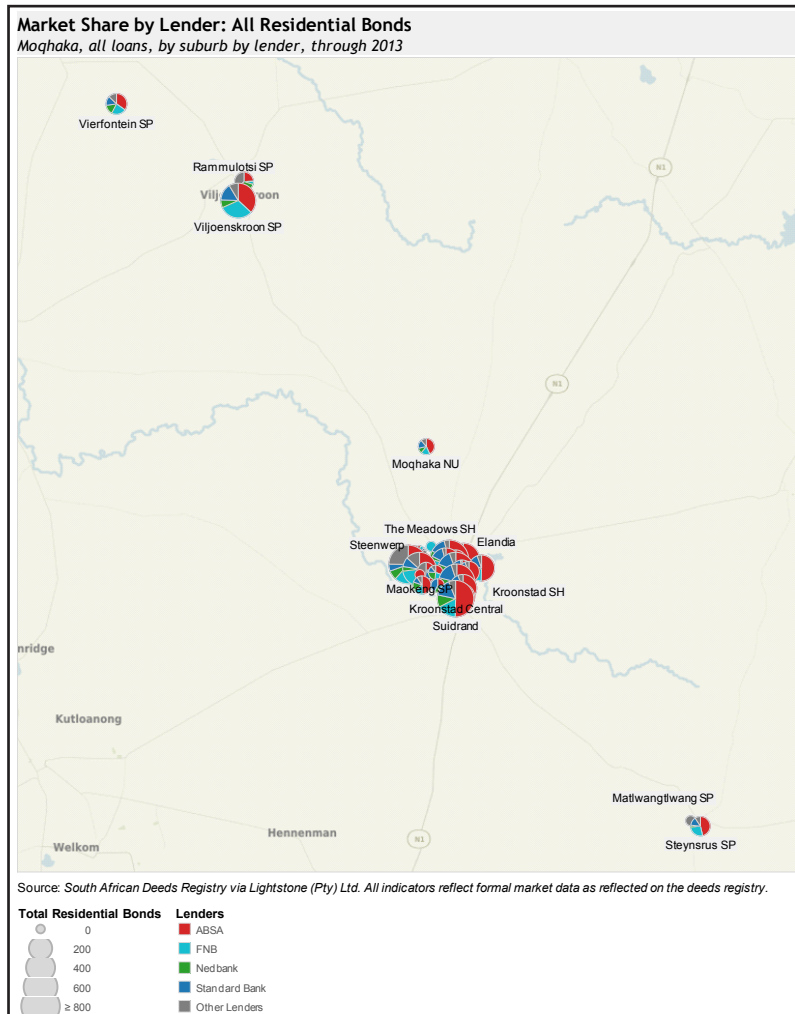 Market Share by Lender: All Residential Bonds
Moqhaka, all loans, by suburb by lender, through 2013
Vierfontein SP
N1
Rammulotsi SP
Viljoenskroon SP
N1
Moqhaka NU
The Meadows SH
Steenwerp
Elandia
Maokeng SP
Kroonstad SH
Kroonstad Central
Suidrand
nridge
Kutloanong
Matlwangtlwang SP
Hennenman
N1
Welkom
Steynsrus SP
Source: South African Deeds Registry via Lightstone (Pty) Ltd. All indicators reflect formal market data as reflected on the deeds registry.
Total Residential Bonds
0
200
400
600
≥ 800
Lenders
ABSA
FNB
Nedbank
Standard Bank
Other Lenders